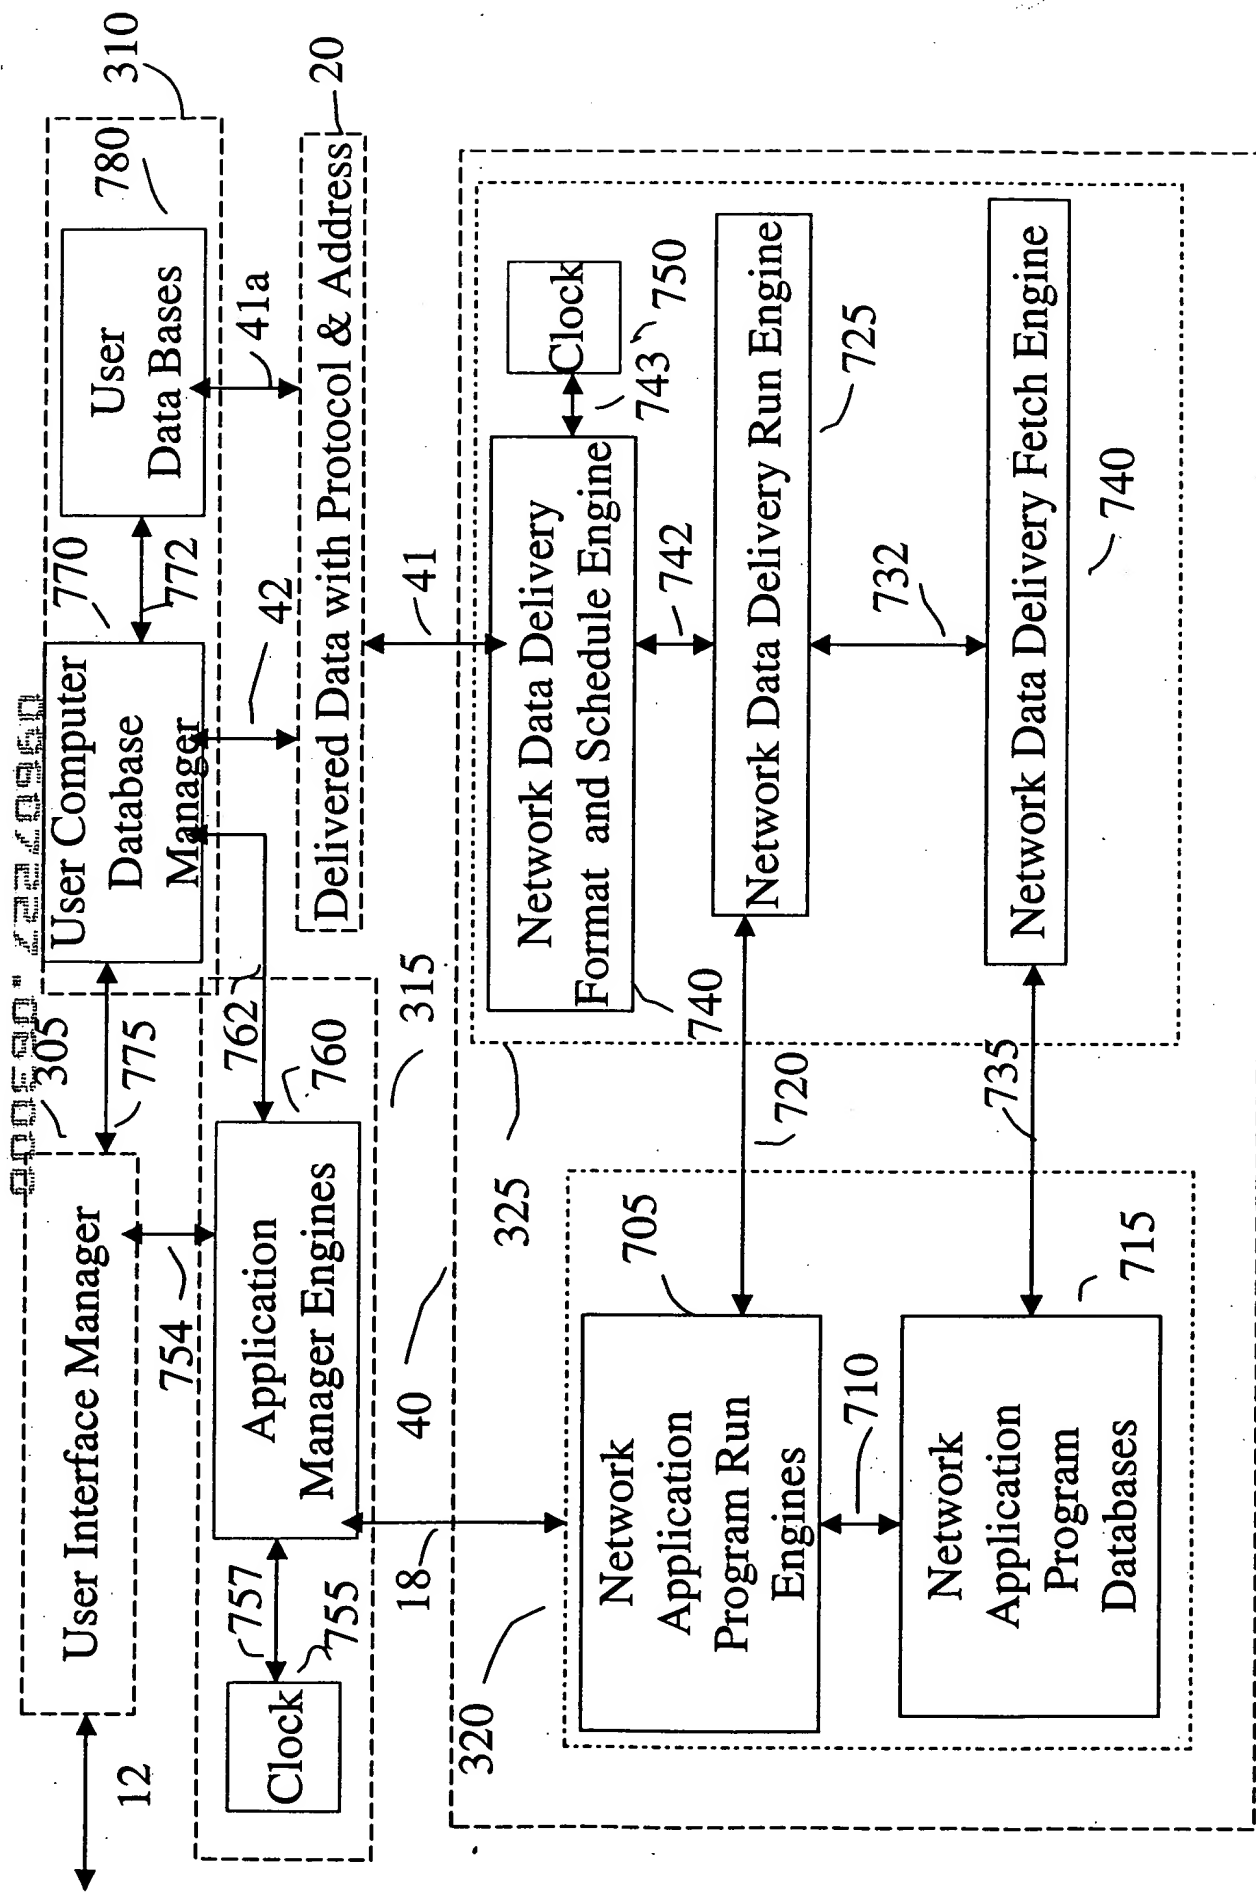 12
User Interface Manager
305
775
User Computer
Database
Manager
770
772
User
Data Bases
780
310
754
757
Clock
755
Application
Manager Engines
760
762
42
41a
Delivered Data with Protocol & Address
20
315
18
40
41
320
325
Network Data Delivery
Format and Schedule Engine
740
743
Clock
750
742
Network
Application
Program Run
Engines
705
720
Network Data Delivery Run Engine
725
710
732
Network
Application
Program
Databases
715
735
Network Data Delivery Fetch Engine
740